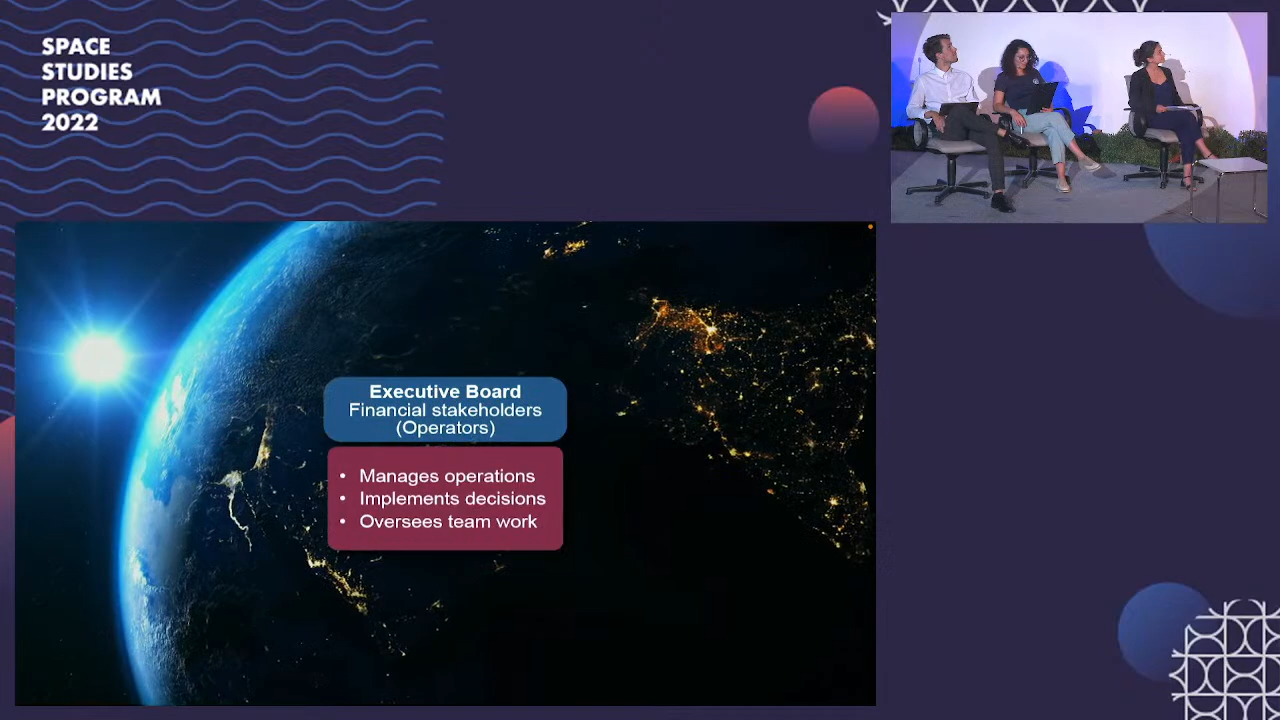 SPACE
STUDIES
PROGRAM
2022
Executive Board
Financial stakeholders
(Operators)
• Manages operations
• Implements decisions
• Oversees team work